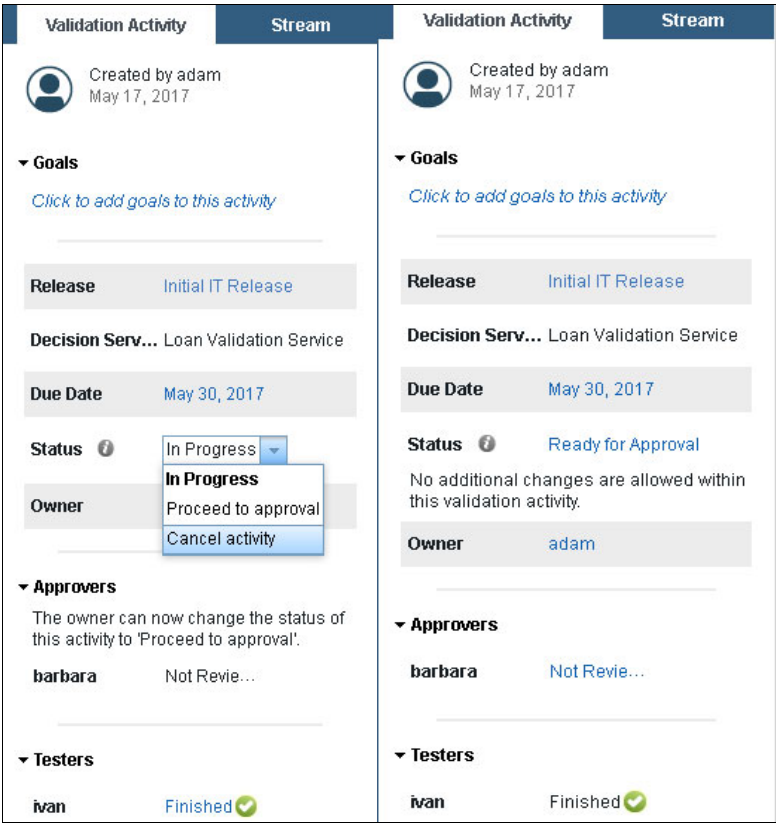 Validation Activity
Stream
Created by adam
May 17, 2017
Goals
Click to add goals to this activity
Release Initial IT Release
Decision Serv... Loan Validation Service
Due Date May 30, 2017
Status In Progress
In Progress
Proceed to approval
Cancel activity
Owner
Approvers
The owner can now change the status of
this activity to 'Proceed to approval'.
barbara Not Revie...
Testers
ivan Finished
Validation Activity
Stream
Created by adam
May 17, 2017
Goals
Click to add goals to this activity
Release Initial IT Release
Decision Serv... Loan Validation Service
Due Date May 30, 2017
Status Ready for Approval
No additional changes are allowed within
this validation activity.
Owner adam
Approvers
barbara Not Revie...
Testers
ivan Finished